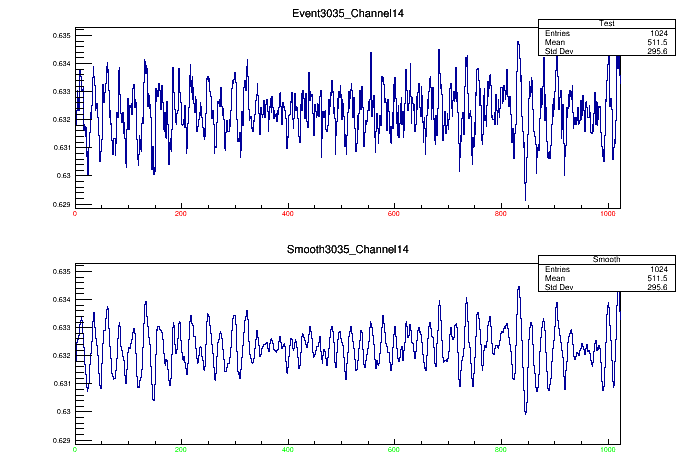 Event3035_Channel14
Test
Entries 1024
Mean 511.5
Std Dev 295.6
0.635
0.634
0.633
0.632
0.631
0.63
0.629
0 200 400 600 800 1000
Smooth3035_Channel14
Smooth
Entries 1024
Mean 511.5
Std Dev 295.6
0.635
0.634
0.633
0.632
0.631
0.63
0.629
0 200 400 600 800 1000